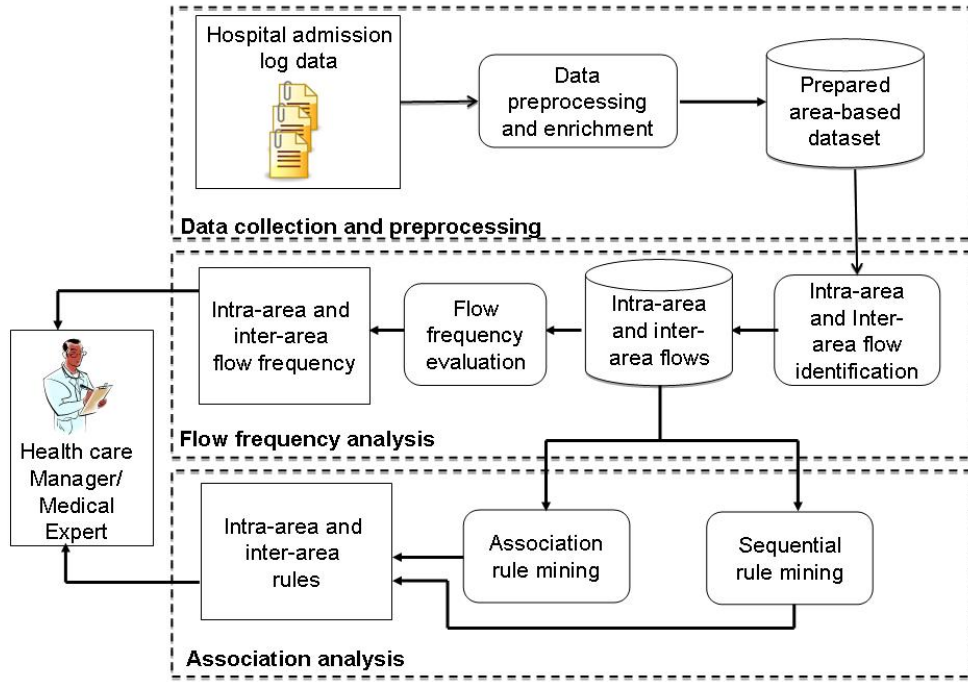 Hospital admission
log data
Data
preprocessing
and enrichment
Prepared
area-based
dataset
Data collection and preprocessing
Intra-area and
inter-area
flow frequency
Flow
frequency
evaluation
Intra-area
and inter-
area flows
Intra-area
and Inter-
area flow
identification
Flow frequency analysis
Health care
Manager/
Medical
Expert
Intra-area and
inter-area
rules
Association
rule mining
Sequential
rule mining
Association analysis